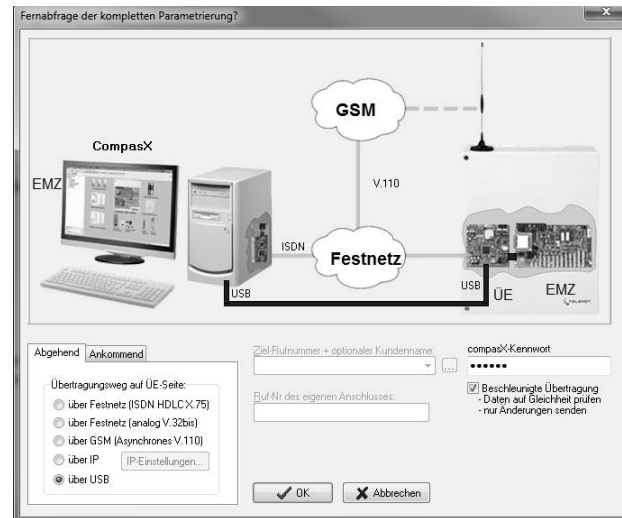 Fernabfrage der kompletten Parametrierung?
GSM
CompasX
EMZ
V.110
ISDN
Festnetz
USB
USB
ÜE
EMZ
TELENOT
Abgehend
Ankommend
Übertragungsweg auf ÜE-Seite:
über Festnetz (ISDN HDLC X.75)
über Festnetz (analog V.32bis)
über GSM (Asynchrones V.110)
über IP
IP-Einstellungen...
über USB
Ziel-Rufnummer + optionaler Kundenname:
...
Ruf-Nr des eigenen Anschlusses:
compasX-Kennwort
••••••
Beschleunigte Übertragung
- Daten auf Gleichheit prüfen
- nur Änderungen senden
OK
Abbrechen